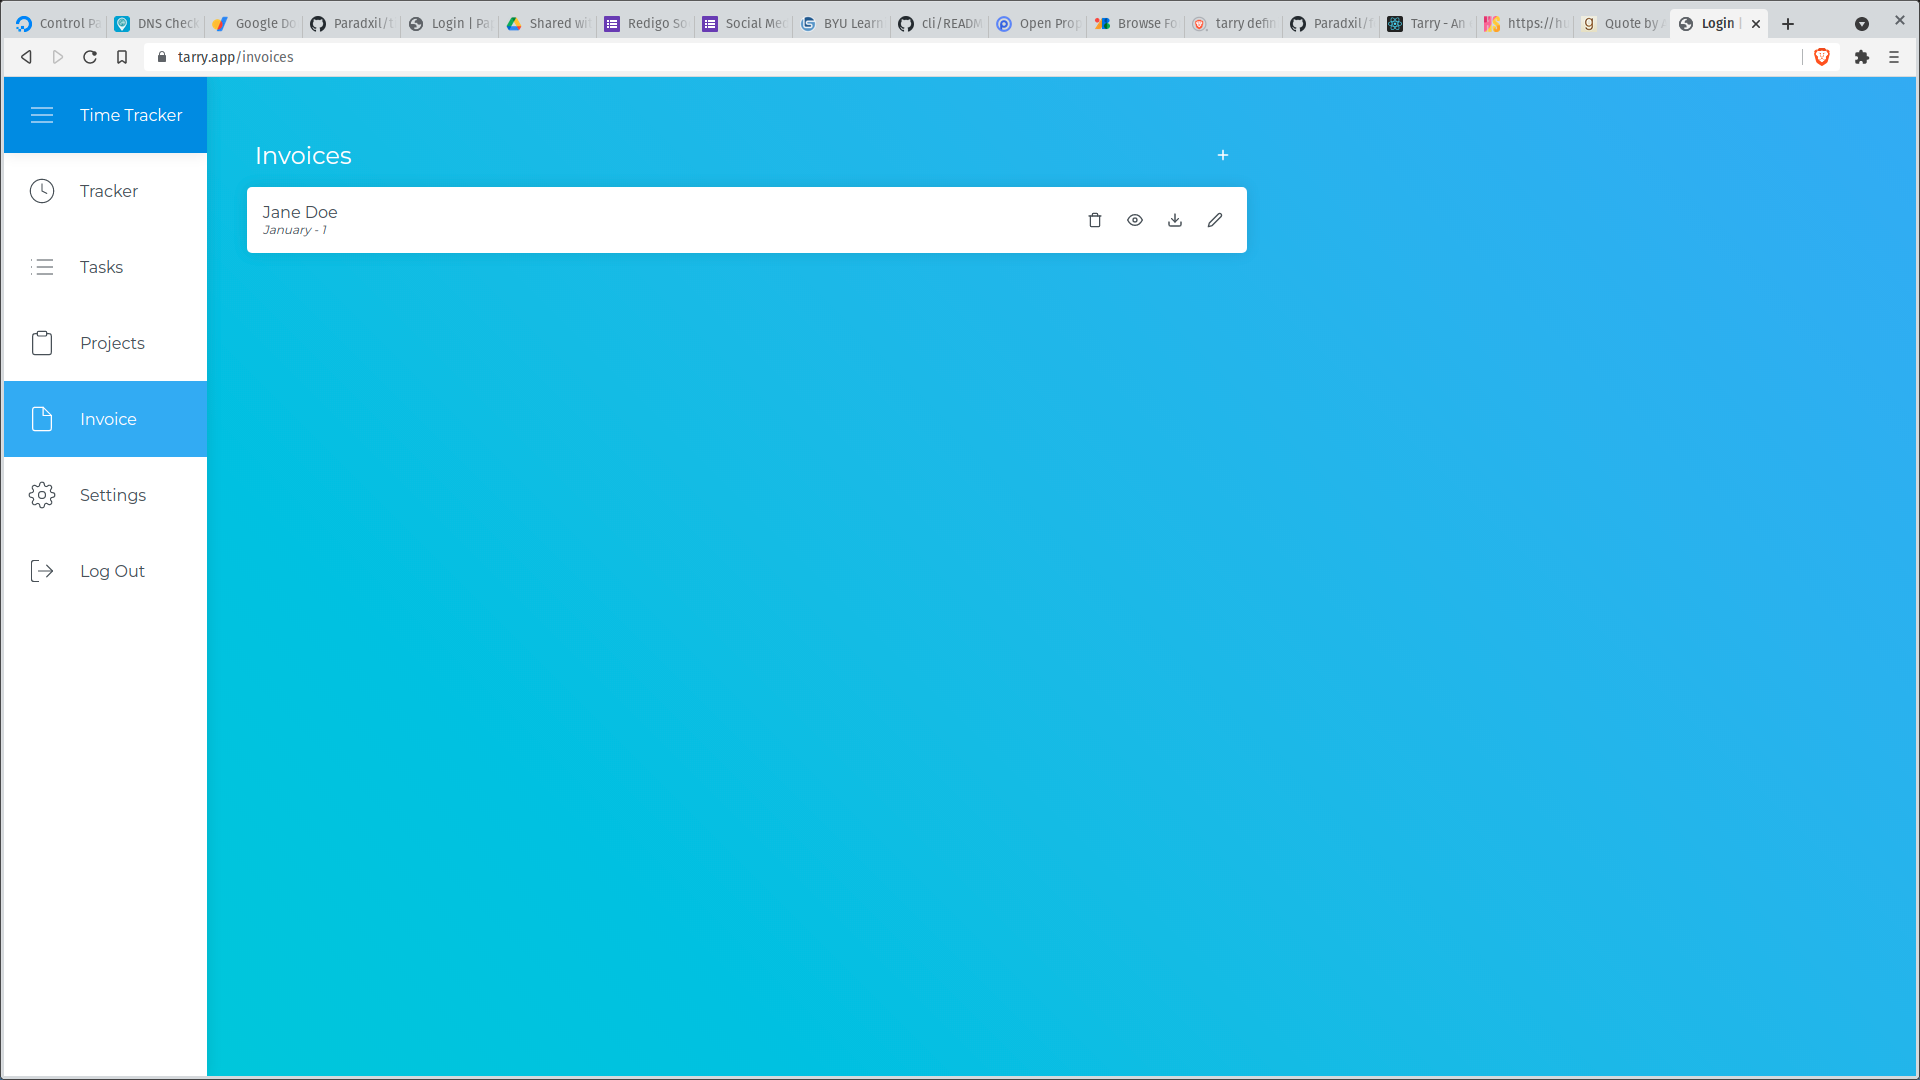 Control Pa
DNS Check
Google Do
Paradxil/t
Login | Pa
Shared wi
Redigo So
Social Med
BYU Learn
cli/READM
Open Prop
Browse Fo
tarry defin
Paradxil/
Tarry - An
https://hu
Quote by
Login |
tarry.app/invoices
Time Tracker
Tracker
Tasks
Projects
Invoice
Settings
Log Out
Invoices
+
Jane Doe
January - 1